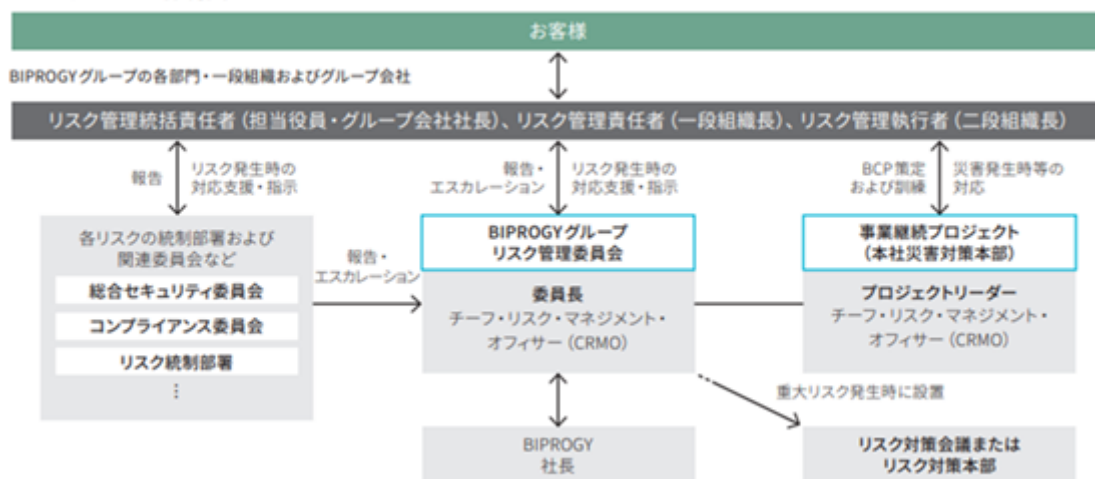 お客様
BIPROGYグループの各部門・一段組織およびグループ会社
リスク管理統括責任者(担当役員・グループ会社社長)、リスク管理責任者(一段組織長)、リスク管理執行者(二段組織長)
報告
リスク発生時の
対応支援・指示
報告・
エスカレーション
リスク発生時の
対応支援・指示
BCP策定
および訓練
災害発生時等の
対応
各リスクの統制部署および
関連委員会など
総合セキュリティ委員会
コンプライアンス委員会
リスク統制部署
⋮
報告・
エスカレーション
BIPROGYグループ
リスク管理委員会
委員長
チーフ・リスク・マネジメント・
オフィサー(CRMO)
事業継続プロジェクト
(本社災害対策本部)
プロジェクトリーダー
チーフ・リスク・マネジメント・
オフィサー(CRMO)
重大リスク発生時に設置
BIPROGY
社長
リスク対策会議または
リスク対策本部